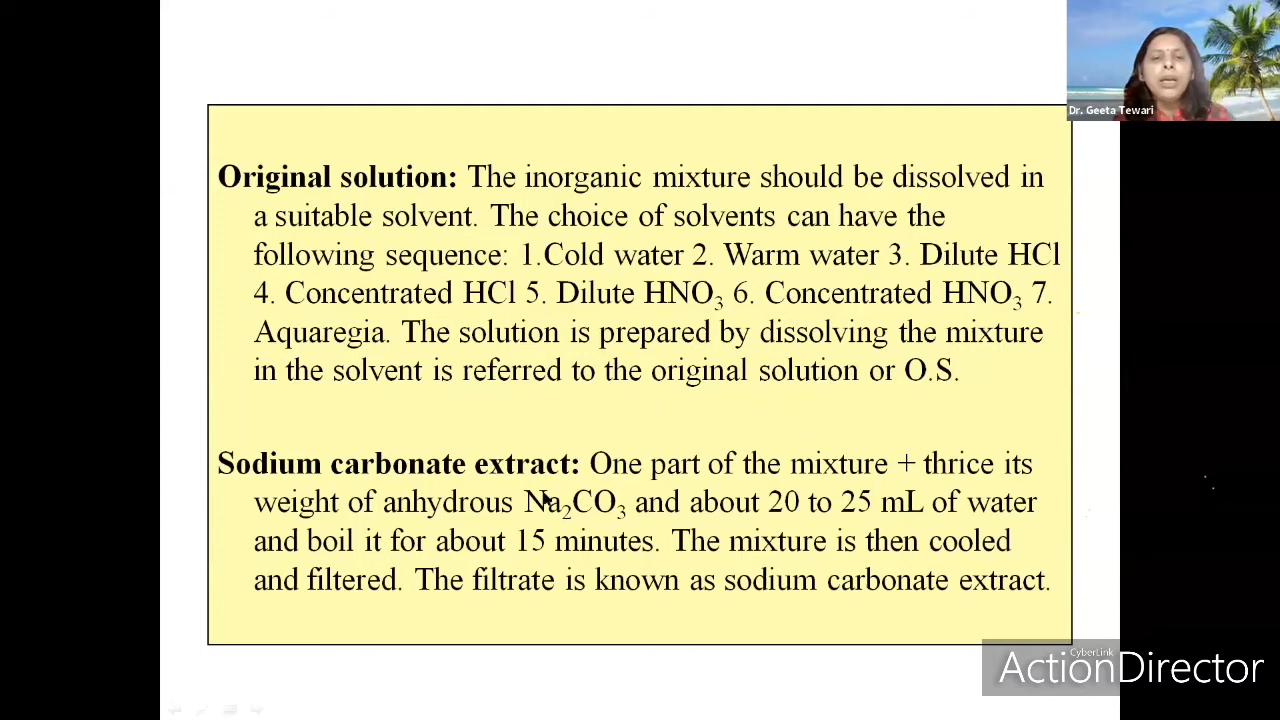 Dr. Geeta Tewari
Original solution: The inorganic mixture should be dissolved in
a suitable solvent. The choice of solvents can have the
following sequence: 1.Cold water 2. Warm water 3. Dilute HCl
4. Concentrated HCl 5. Dilute HNO₃ 6. Concentrated HNO₃ 7.
Aquaregia. The solution is prepared by dissolving the mixture
in the solvent is referred to the original solution or O.S.
Sodium carbonate extract: One part of the mixture + thrice its
weight of anhydrous Na₂CO₃ and about 20 to 25 mL of water
and boil it for about 15 minutes. The mixture is then cooled
and filtered. The filtrate is known as sodium carbonate extract.
CyberLink
ActionDirector